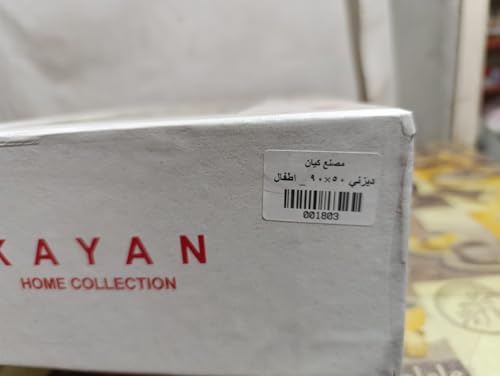 مصنع كيان
ديزني ٥٠×٩٠ _ اطفال
001803
KAYAN
HOME COLLECTION